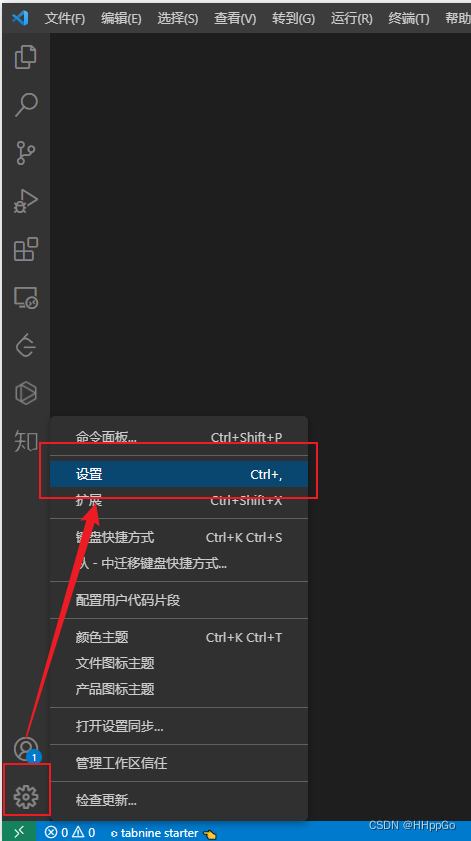 文件(F) 编辑(E) 选择(S) 查看(V) 转到(G) 运行(R) 终端(T) 帮助
知
命令面板... Ctrl+Shift+P
设置 Ctrl+,
扩展 Ctrl+Shift+X
键盘快捷方式 Ctrl+K Ctrl+S
从 - 中迁移键盘快捷方式...
配置用户代码片段
颜色主题 Ctrl+K Ctrl+T
文件图标主题
产品图标主题
打开设置同步...
1
管理工作区信任
检查更新...
0 0 tabnine starter
CSDN @HHppGo